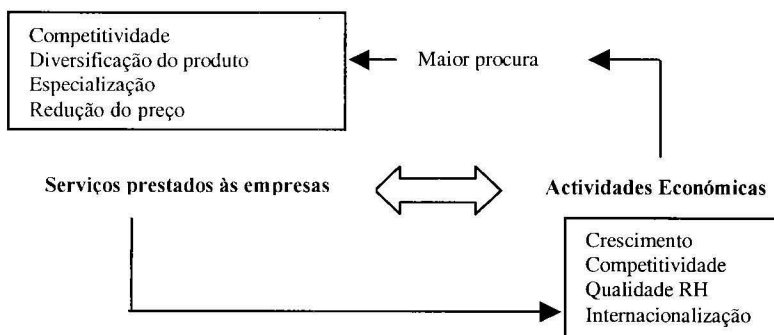 Competitividade
Diversificação do produto
Especialização
Redução do preço
Maior procura
Serviços prestados às empresas
Actividades Económicas
Crescimento
Competitividade
Qualidade RH
Internacionalização